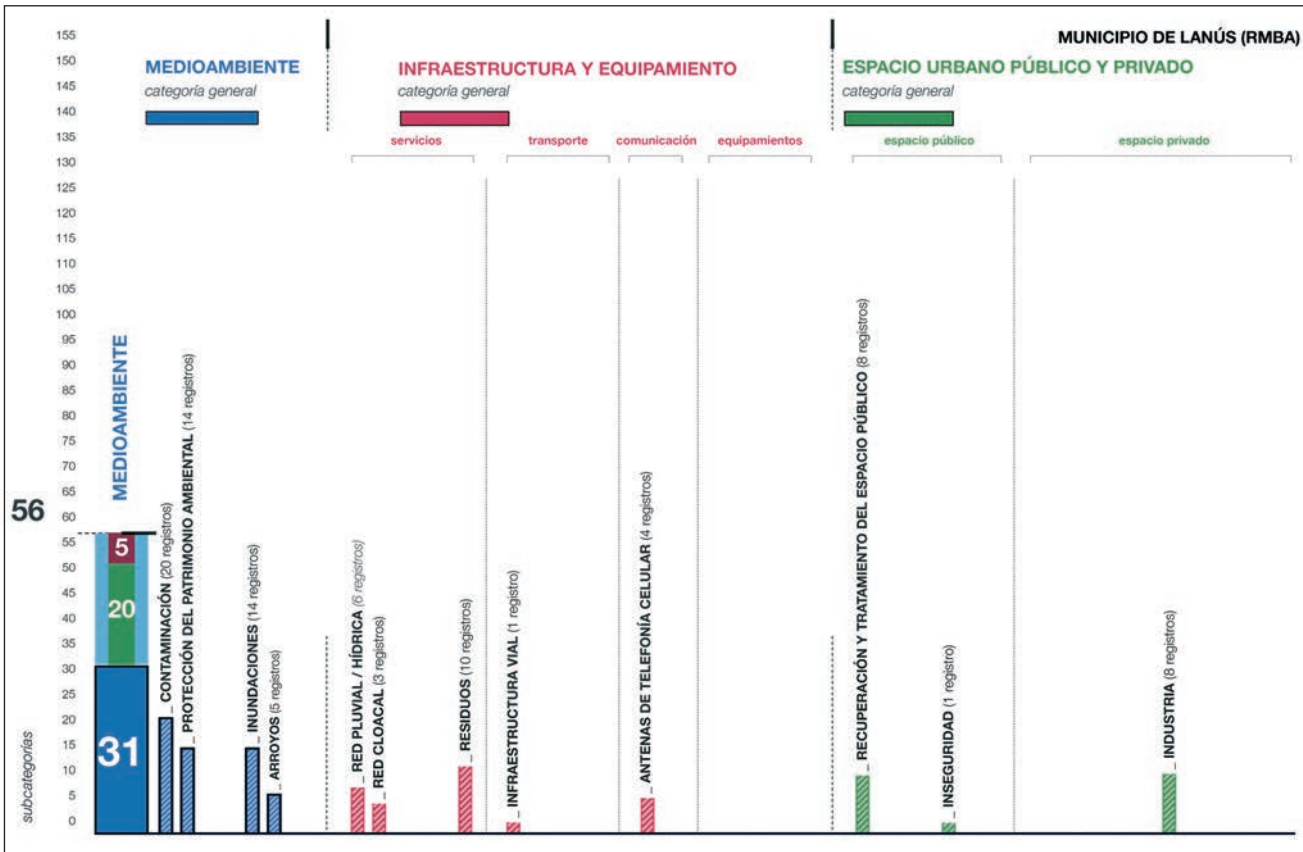 MUNICIPIO DE LANÚS (RMBA)
MEDIOAMBIENTE
categoría general
INFRAESTRUCTURA Y EQUIPAMIENTO
categoría general
ESPACIO URBANO PÚBLICO Y PRIVADO
categoría general
servicios
transporte
comunicación
equipamientos
espacio público
espacio privado
155
150
145
140
135
130
125
120
115
110
105
100
95
90
85
80
75
70
65
60
55
50
45
40
35
30
25
20
15
10
5
0
56
subcategorías
MEDIOAMBIENTE
5
20
31
_ CONTAMINACIÓN (20 registros)
_ PROTECCIÓN DEL PATRIMONIO AMBIENTAL (14 registros)
_ INUNDACIONES (14 registros)
_ ARROYOS (5 registros)
_ RED PLUVIAL / HÍDRICA (6 registros)
_ RED CLOACAL (3 registros)
_ RESIDUOS (10 registros)
_ INFRAESTRUCTURA VIAL (1 registro)
_ ANTENAS DE TELEFONÍA CELULAR (4 registros)
_ RECUPERACIÓN Y TRATAMIENTO DEL ESPACIO PÚBLICO (8 registros)
_ INSEGURIDAD (1 registro)
_ INDUSTRIA (8 registros)